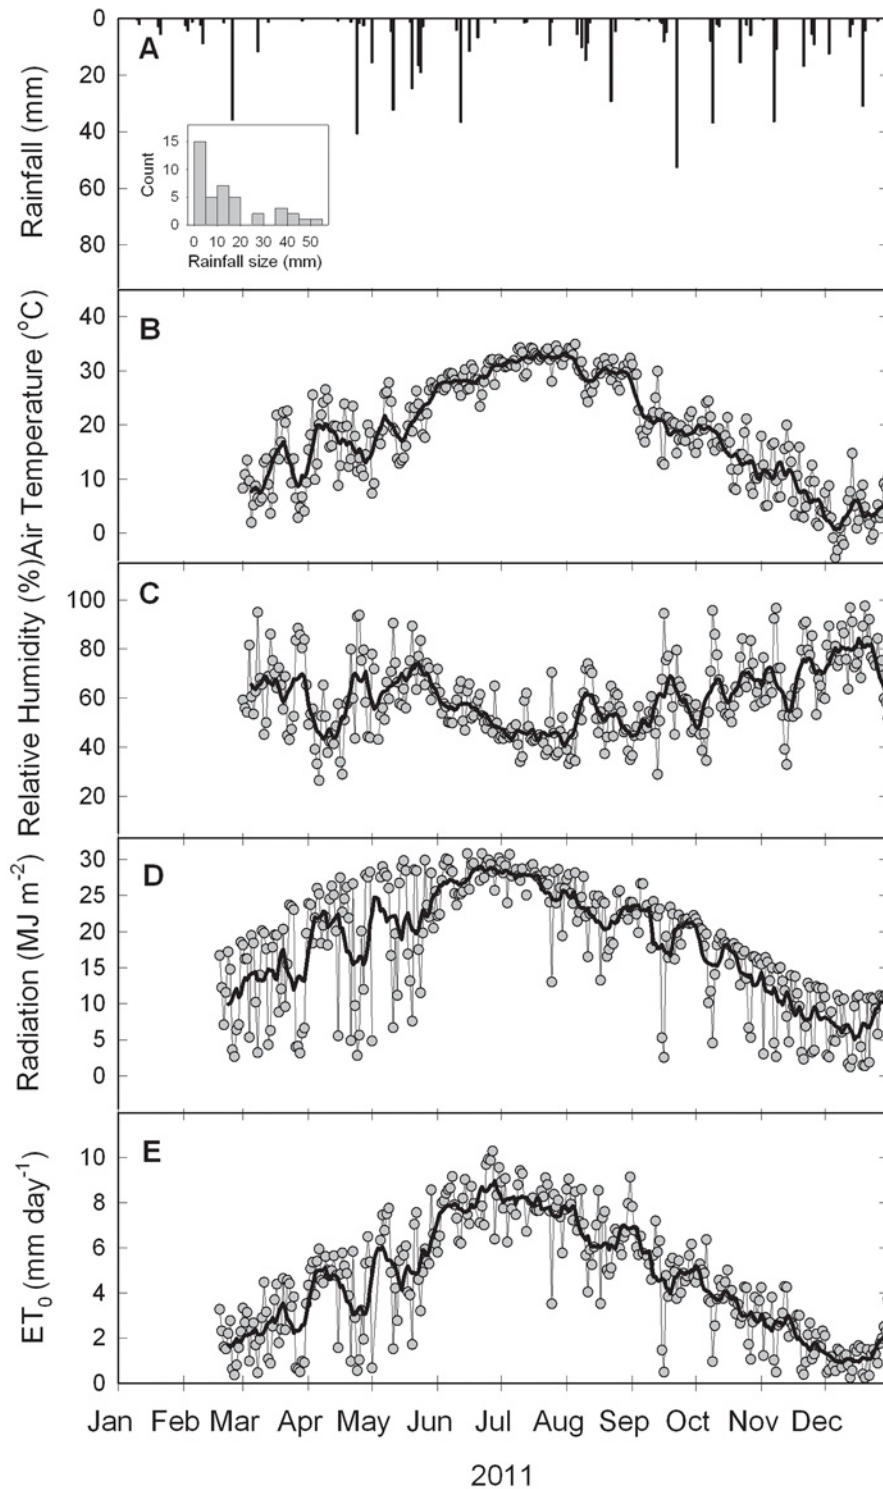 0
A
20
40
60
80
Rainfall (mm)
15
10
5
0
Count
0 10 20 30 40 50
Rainfall size (mm)
40
B
30
20
10
0
Air Temperature (°C)
100
C
80
60
40
20
Relative Humidity (%)
30
D
25
20
15
10
5
0
Radiation (MJ m⁻²)
10
E
8
6
4
2
0
ET₀ (mm day⁻¹)
Jan Feb Mar Apr May Jun Jul Aug Sep Oct Nov Dec
2011